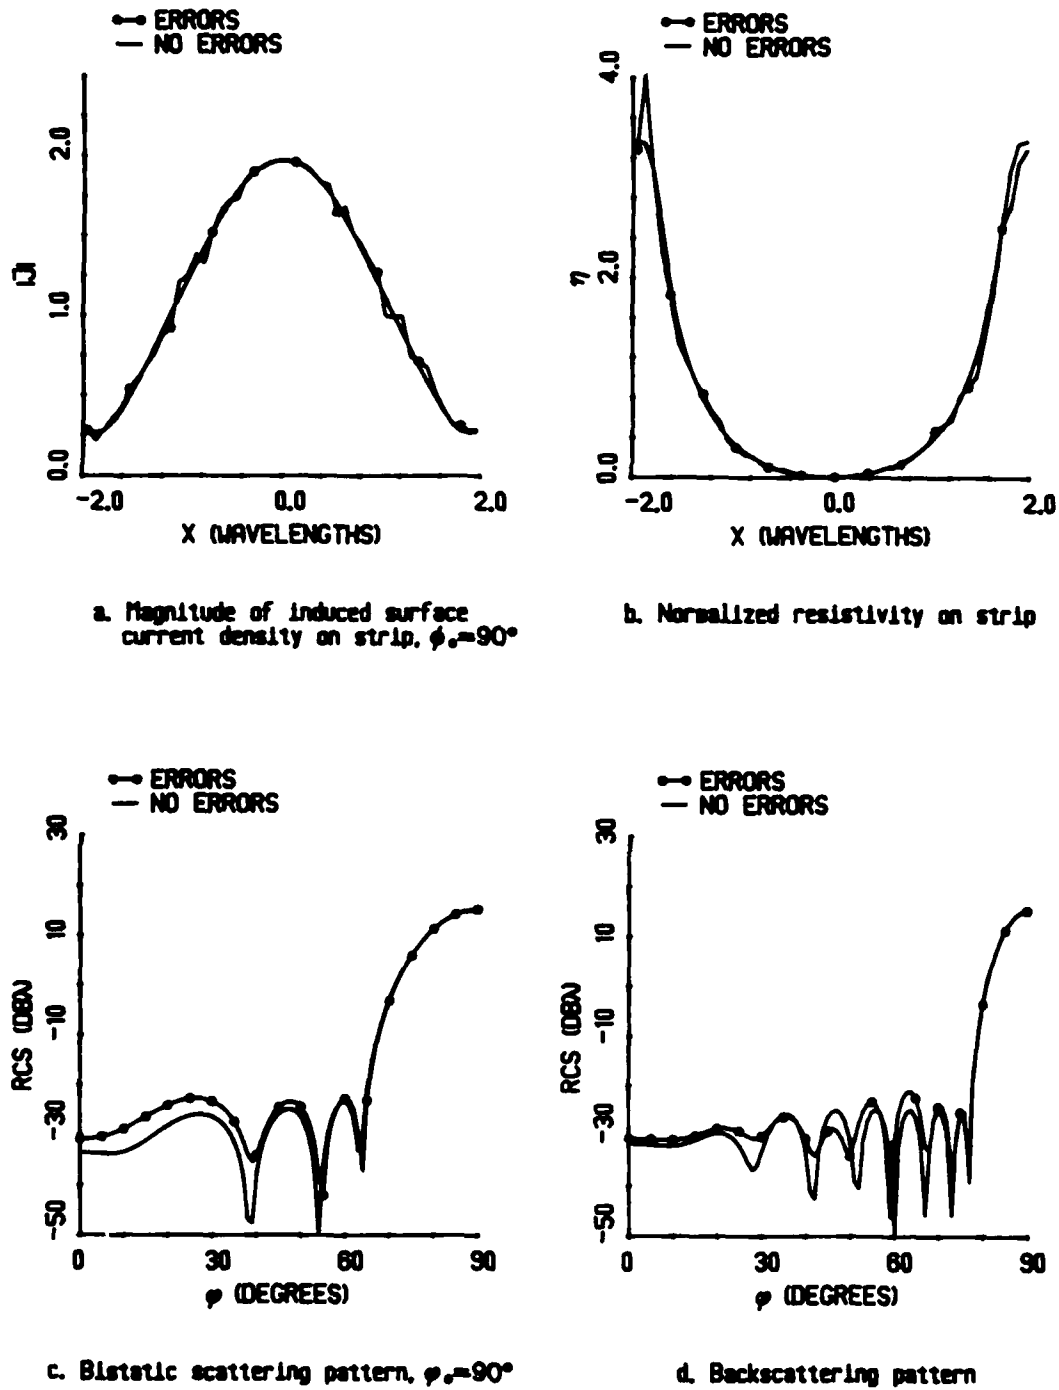 ERRORS
NO ERRORS
|J|
2.0
1.0
0.0
-2.0 0.0 2.0
X (WAVELENGTHS)
a. Magnitude of induced surface
current density on strip, ϕ₀=90°
ERRORS
NO ERRORS
η
4.0
2.0
0.0
-2.0 0.0 2.0
X (WAVELENGTHS)
b. Normalized resistivity on strip
ERRORS
NO ERRORS
RCS (DBλ)
30
10
-10
-30
-50
0 30 60 90
φ (DEGREES)
c. Bistatic scattering pattern, φ₀=90°
ERRORS
NO ERRORS
RCS (DBλ)
30
10
-10
-30
-50
0 30 60 90
φ (DEGREES)
d. Backscattering pattern